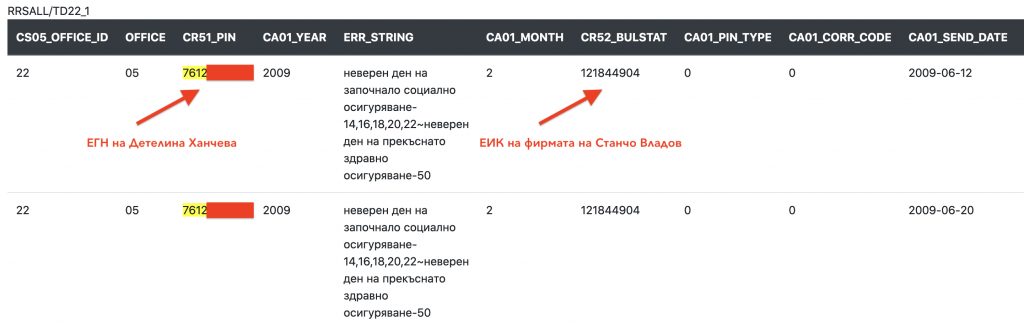 RRSALL/TD22_1
CS05_OFFICE_ID OFFICE CR51_PIN CA01_YEAR ERR_STRING CA01_MONTH CR52_BULSTAT CA01_PIN_TYPE CA01_CORR_CODE CA01_SEND_DATE
22 05 7612 2009 неверен ден на 2 121844904 0 0 2009-06-12
започнало социално
осигуряване-
14,16,18,20,22~неверен
ден на прекъснато
здравно
осигуряване-50
ЕГН на Детелина Ханчева
ЕИК на фирмата на Станчо Владов
22 05 7612 2009 неверен ден на 2 121844904 0 0 2009-06-20
започнало социално
осигуряване-
14,16,18,20,22~неверен
ден на прекъснато
здравно
осигуряване-50